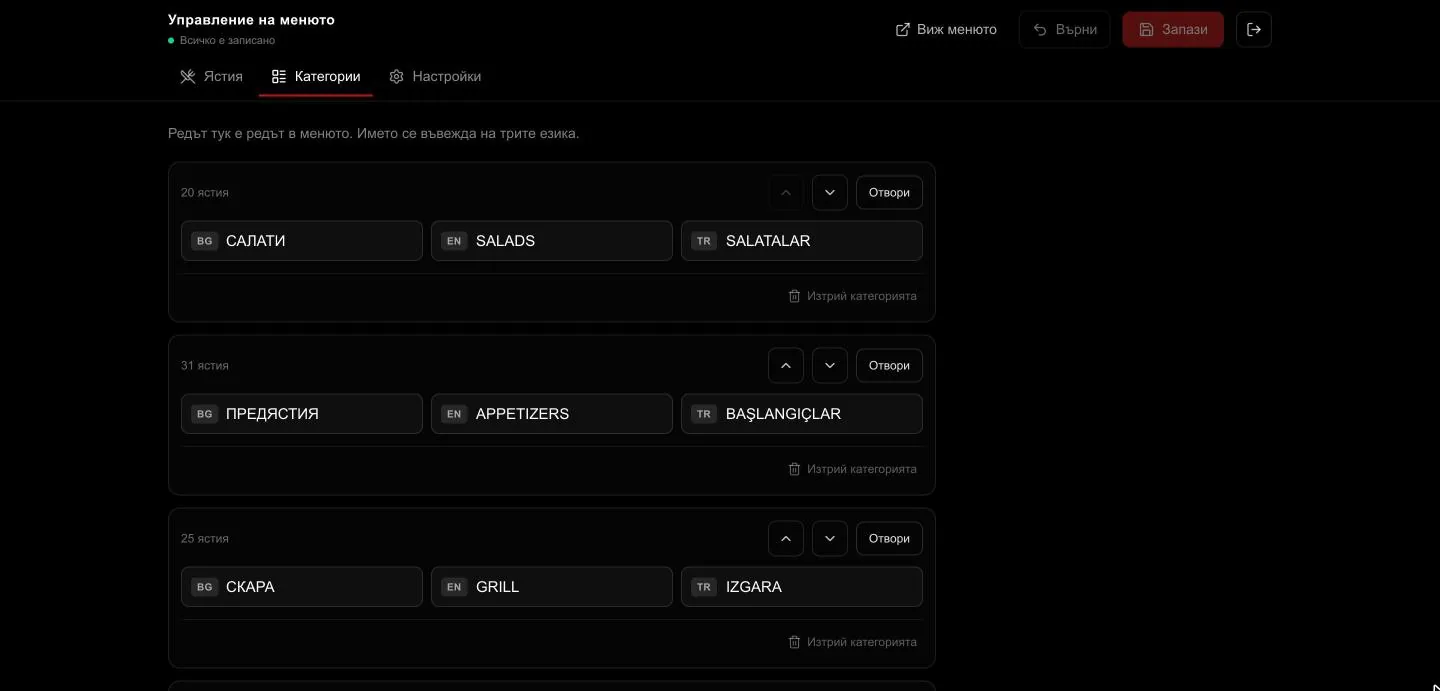 Управление на менюто
Всичко е записано
Виж менюто
Върни
Запази
Ястия
Категории
Настройки
Редът тук е редът в менюто. Името се въвежда на трите езика.
20 ястия
Отвори
BG САЛАТИ
EN SALADS
TR SALATALAR
Изтрий категорията
31 ястия
Отвори
BG ПРЕДЯСТИЯ
EN APPETIZERS
TR BAŞLANGIÇLAR
Изтрий категорията
25 ястия
Отвори
BG СКАРА
EN GRILL
TR IZGARA
Изтрий категорията